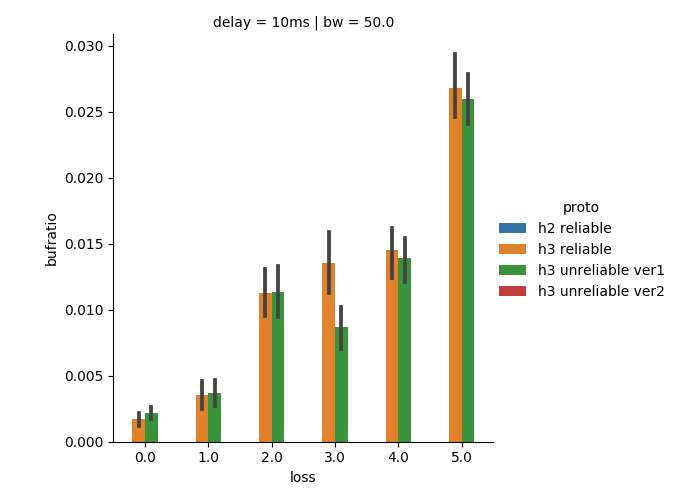 delay = 10ms | bw = 50.0
0.030
0.025
0.020
0.015
0.010
0.005
0.000
bufratio
0.0 1.0 2.0 3.0 4.0 5.0
loss
proto
h2 reliable
h3 reliable
h3 unreliable ver1
h3 unreliable ver2